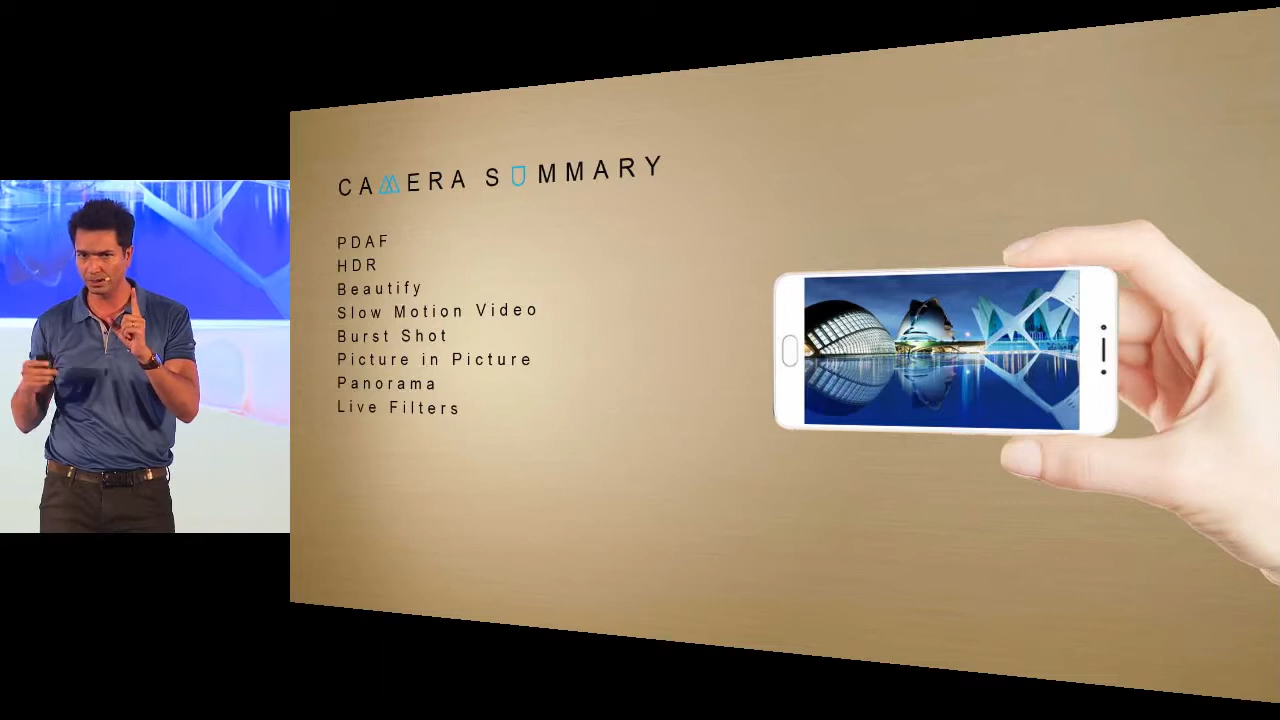 CAMERA SUMMARY
PDAF
HDR
Beautify
Slow Motion Video
Burst Shot
Picture in Picture
Panorama
Live Filters